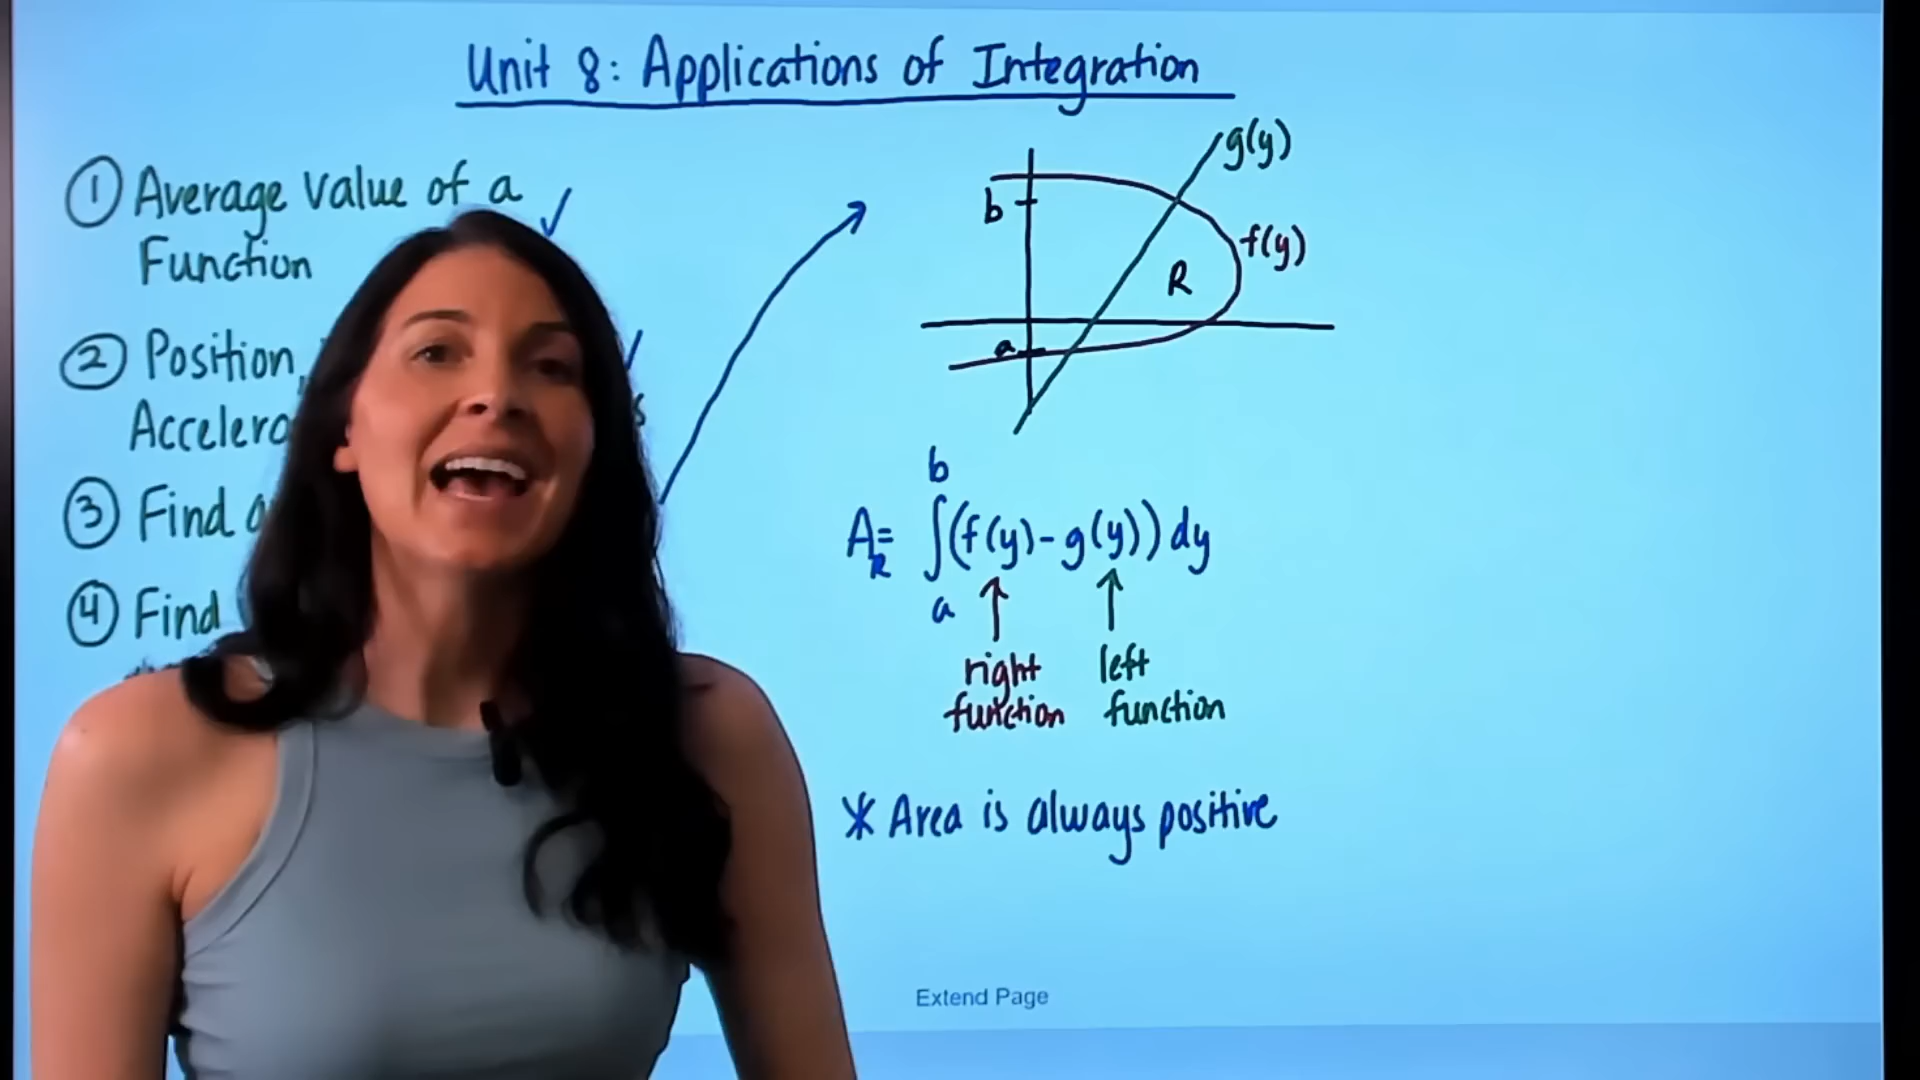 Unit 8: Applications of Integration
① Average Value of a
Function
② Position,
Accelera
③ Find
④ Find
g(y)
b
f(y)
R
a
b
A_R = ∫(f(y)-g(y)) dy
a
right
function
left
function
* Area is always positive
Extend Page